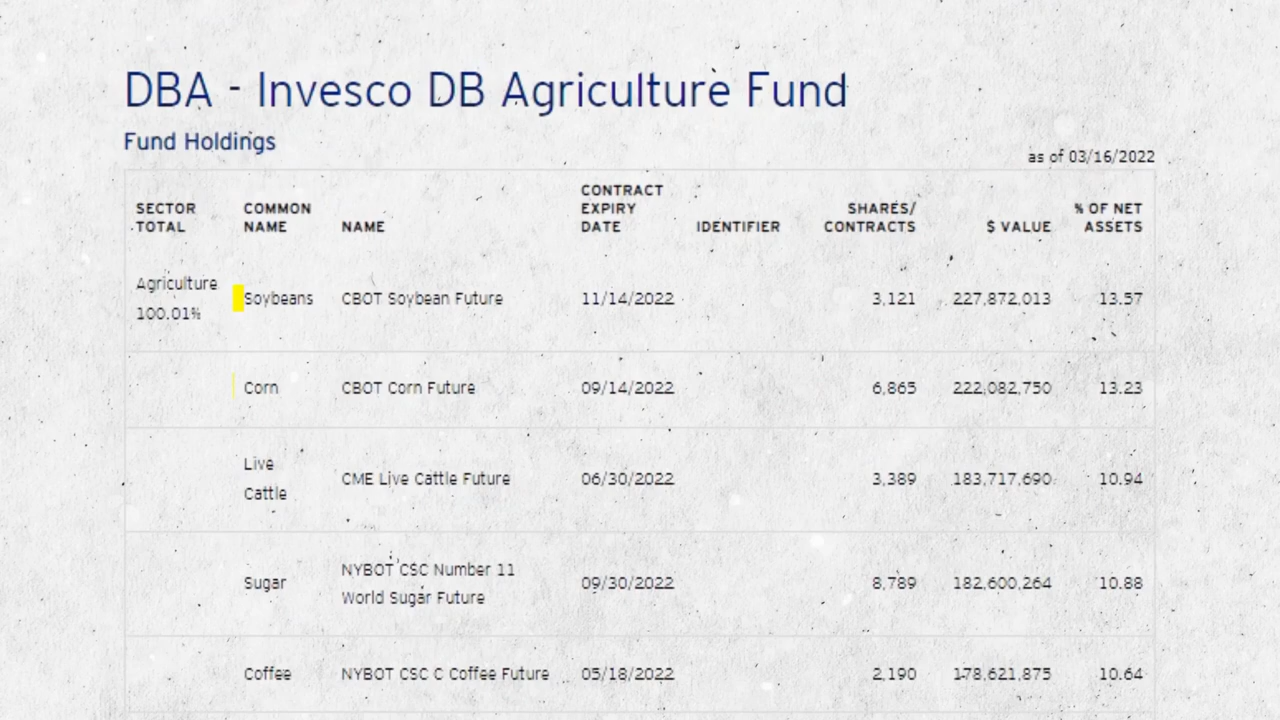 DBA - Invesco DB Agriculture Fund
Fund Holdings
as of 03/16/2022
SECTOR TOTAL COMMON NAME NAME CONTRACT EXPIRY DATE IDENTIFIER SHARES/ CONTRACTS $ VALUE % OF NET ASSETS
Agriculture 100.01% Soybeans CBOT Soybean Future 11/14/2022 3,121 227,872,013 13.57
Corn CBOT Corn Future 09/14/2022 6,865 222,082,750 13.23
Live Cattle CME Live Cattle Future 06/30/2022 3,389 183,717,690 10.94
Sugar NYBOT CSC Number 11 World Sugar Future 09/30/2022 8,789 182,600,264 10.88
Coffee NYBOT CSC C Coffee Future 05/18/2022 2,190 178,621,875 10.64